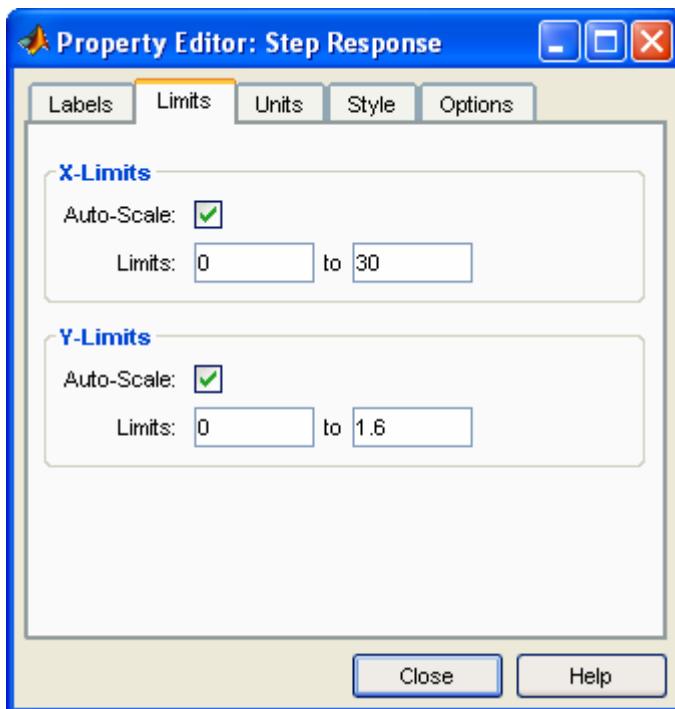 Property Editor: Step Response
Labels Limits Units Style Options
X-Limits
Auto-Scale:
Limits: 0 to 30
Y-Limits
Auto-Scale:
Limits: 0 to 1.6
Close Help